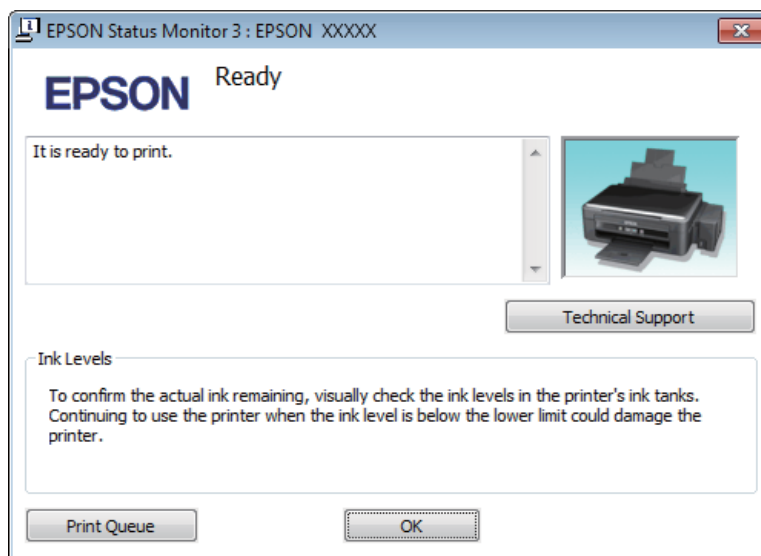 EPSON Status Monitor 3 : EPSON XXXXX
EPSON
Ready
It is ready to print.
Technical Support
Ink Levels
To confirm the actual ink remaining, visually check the ink levels in the printer's ink tanks.
Continuing to use the printer when the ink level is below the lower limit could damage the
printer.
Print Queue
OK